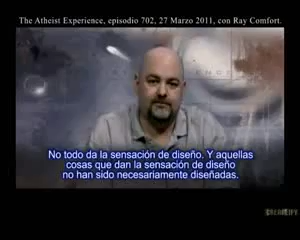 The Atheist Experience, episodio 702, 27 Marzo 2011, con Ray Comfort.
No todo da la sensación de diseño. Y aquellas
cosas que dan la sensación de diseño
no han sido necesariamente diseñadas.